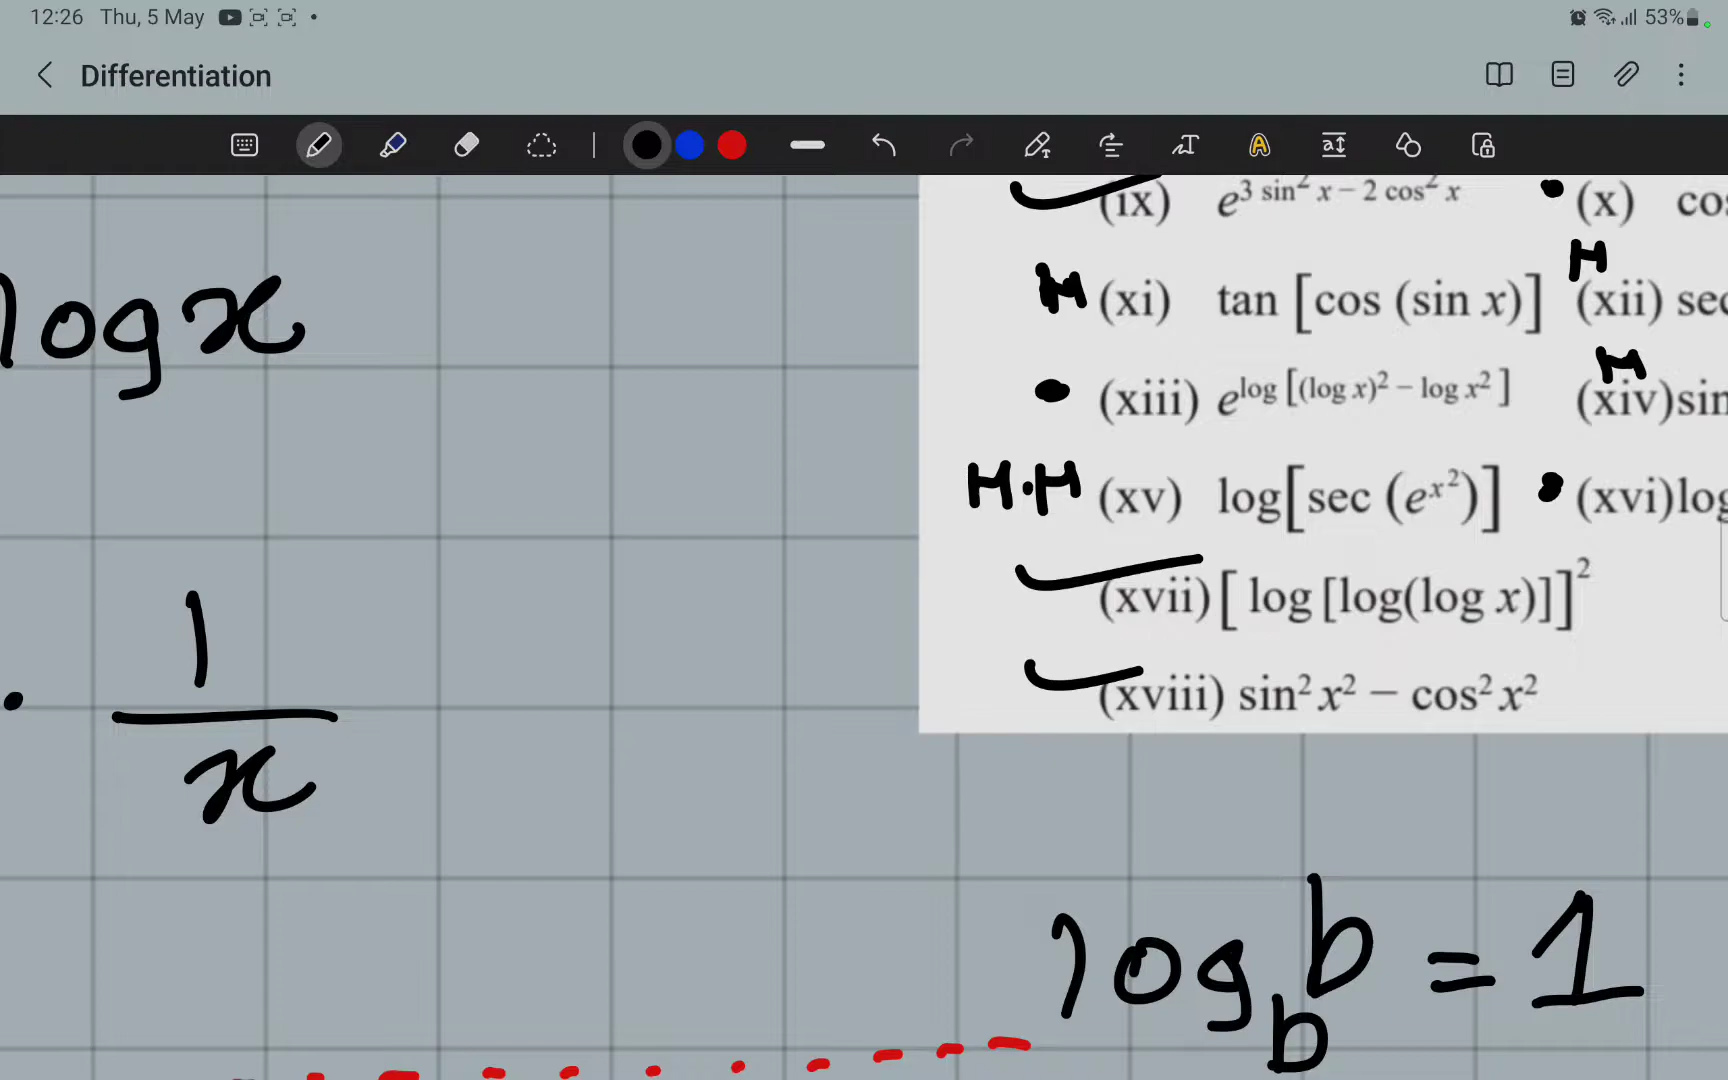 12:26 Thu, 5 May 53%
Differentiation
(ix) e^{3 sin² x − 2 cos² x} (x) cos
M (xi) tan [cos (sin x)] M (xii) sec
(xiii) e^{log [(log x)² − log x²]} M (xiv) sin
H.H (xv) log[sec (e^{x²})] (xvi) log
(xvii) [ log [log(log x)]]²
(xviii) sin² x² − cos² x²
log x
· 1/x
log_b b = 1